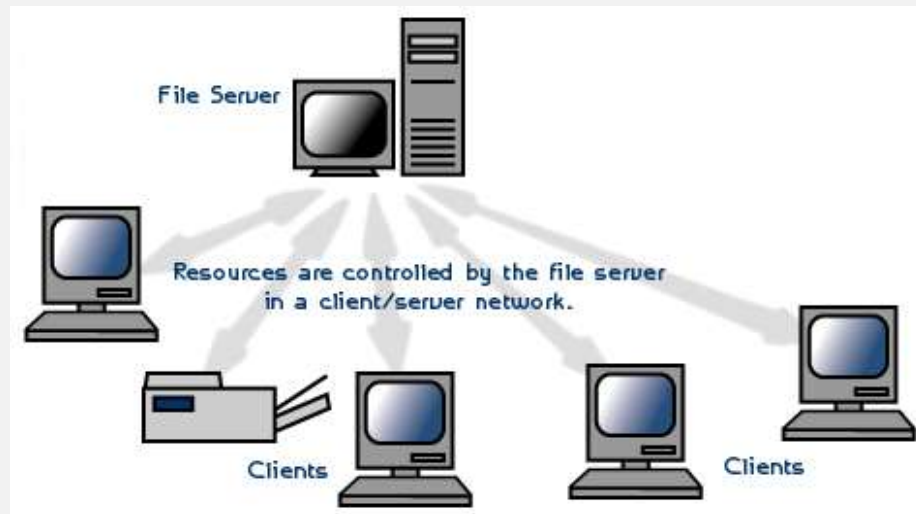 File Server
Resources are controlled by the file server
in a client/server network.
Clients
Clients